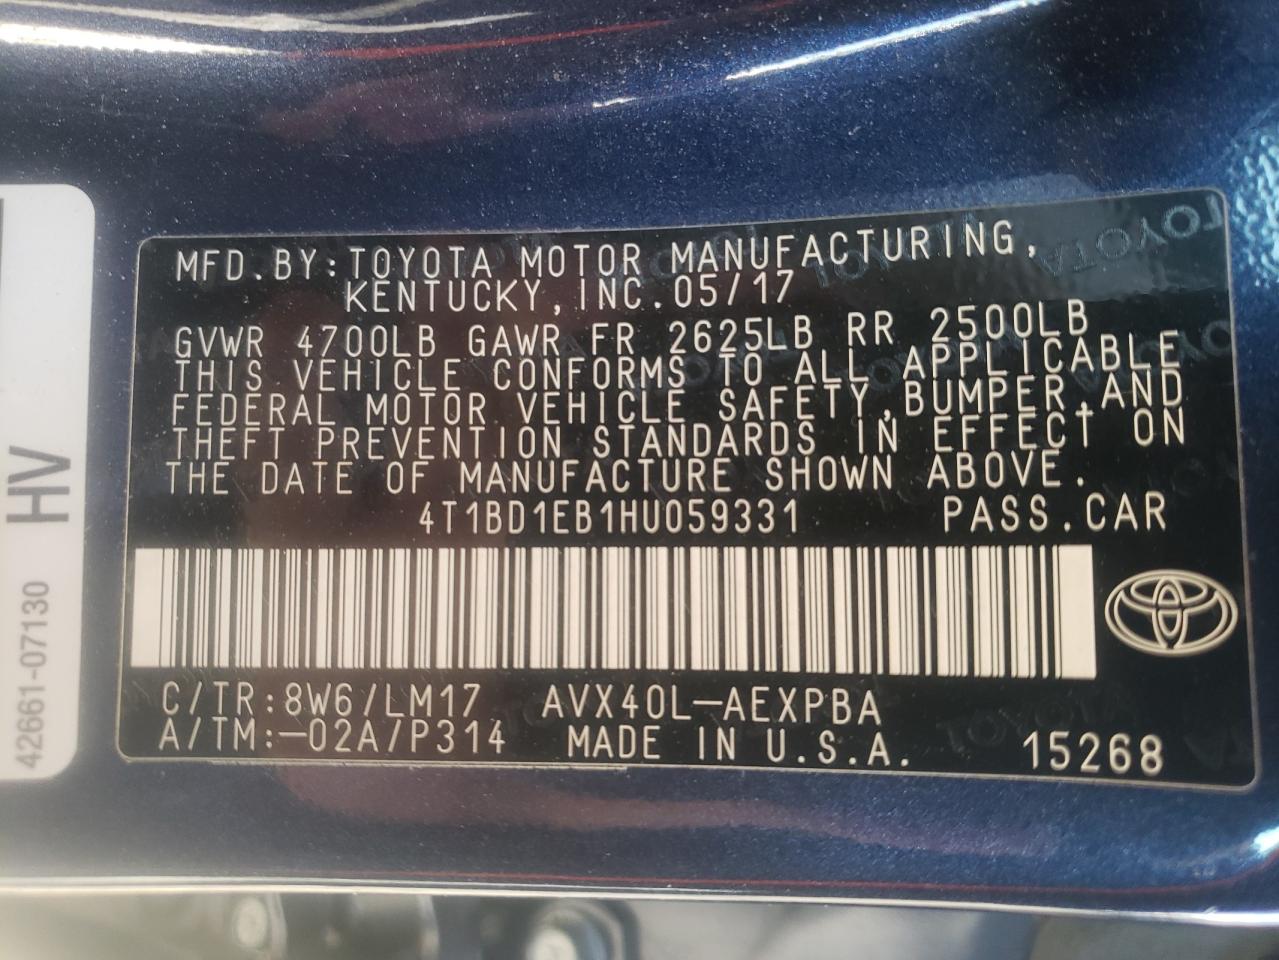 MFD.BY:TOYOTA MOTOR MANUFACTURING,
KENTUCKY,INC.05/17
GVWR 4700LB GAWR FR 2625LB RR 2500LB
THIS VEHICLE CONFORMS TO ALL APPLICABLE
FEDERAL MOTOR VEHICLE SAFETY,BUMPER,AND
THEFT PREVENTION STANDARDS IN EFFECT ON
THE DATE OF MANUFACTURE SHOWN ABOVE.
4T1BD1EB1HU059331 PASS.CAR
C/TR:8W6/LM17 AVX40L-AEXPBA
A/TM:-02A/P314 MADE IN U.S.A. 15268
42661-07130 HV